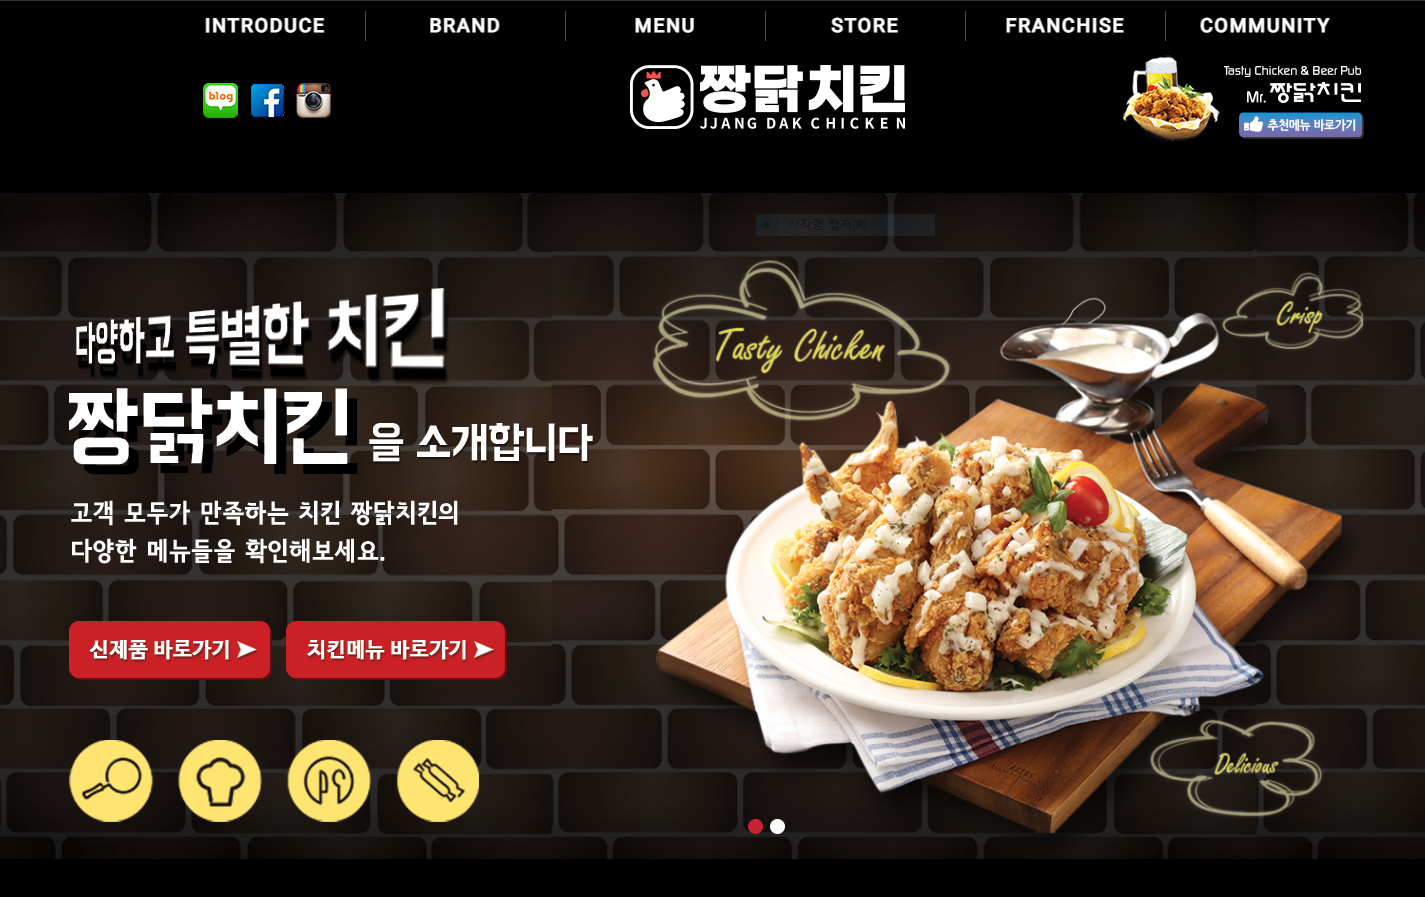 INTRODUCE
BRAND
MENU
STORE
FRANCHISE
COMMUNITY
blog
짱닭치킨
JJANG DAK CHICKEN
Tasty Chicken & Beer Pub
Mr. 짱닭치킨
추천메뉴 바로가기
사각형 캡처(R)
다양하고 특별한 치킨
짱닭치킨 을 소개합니다
고객 모두가 만족하는 치킨 짱닭치킨의
다양한 메뉴들을 확인해보세요.
신제품 바로가기 ➤
치킨메뉴 바로가기 ➤
Tasty Chicken
Crisp
Delicious